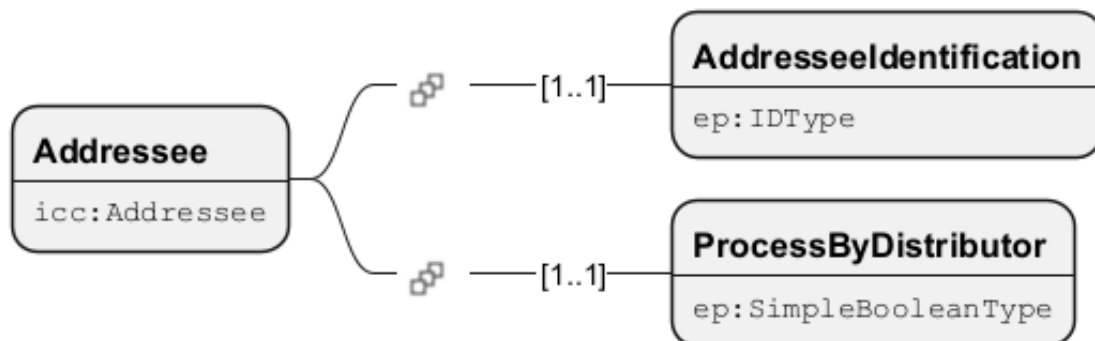 AddresseeIdentification
[1..1]
ep:IDType
Addressee
icc:Addressee
ProcessByDistributor
[1..1]
ep:SimpleBooleanType